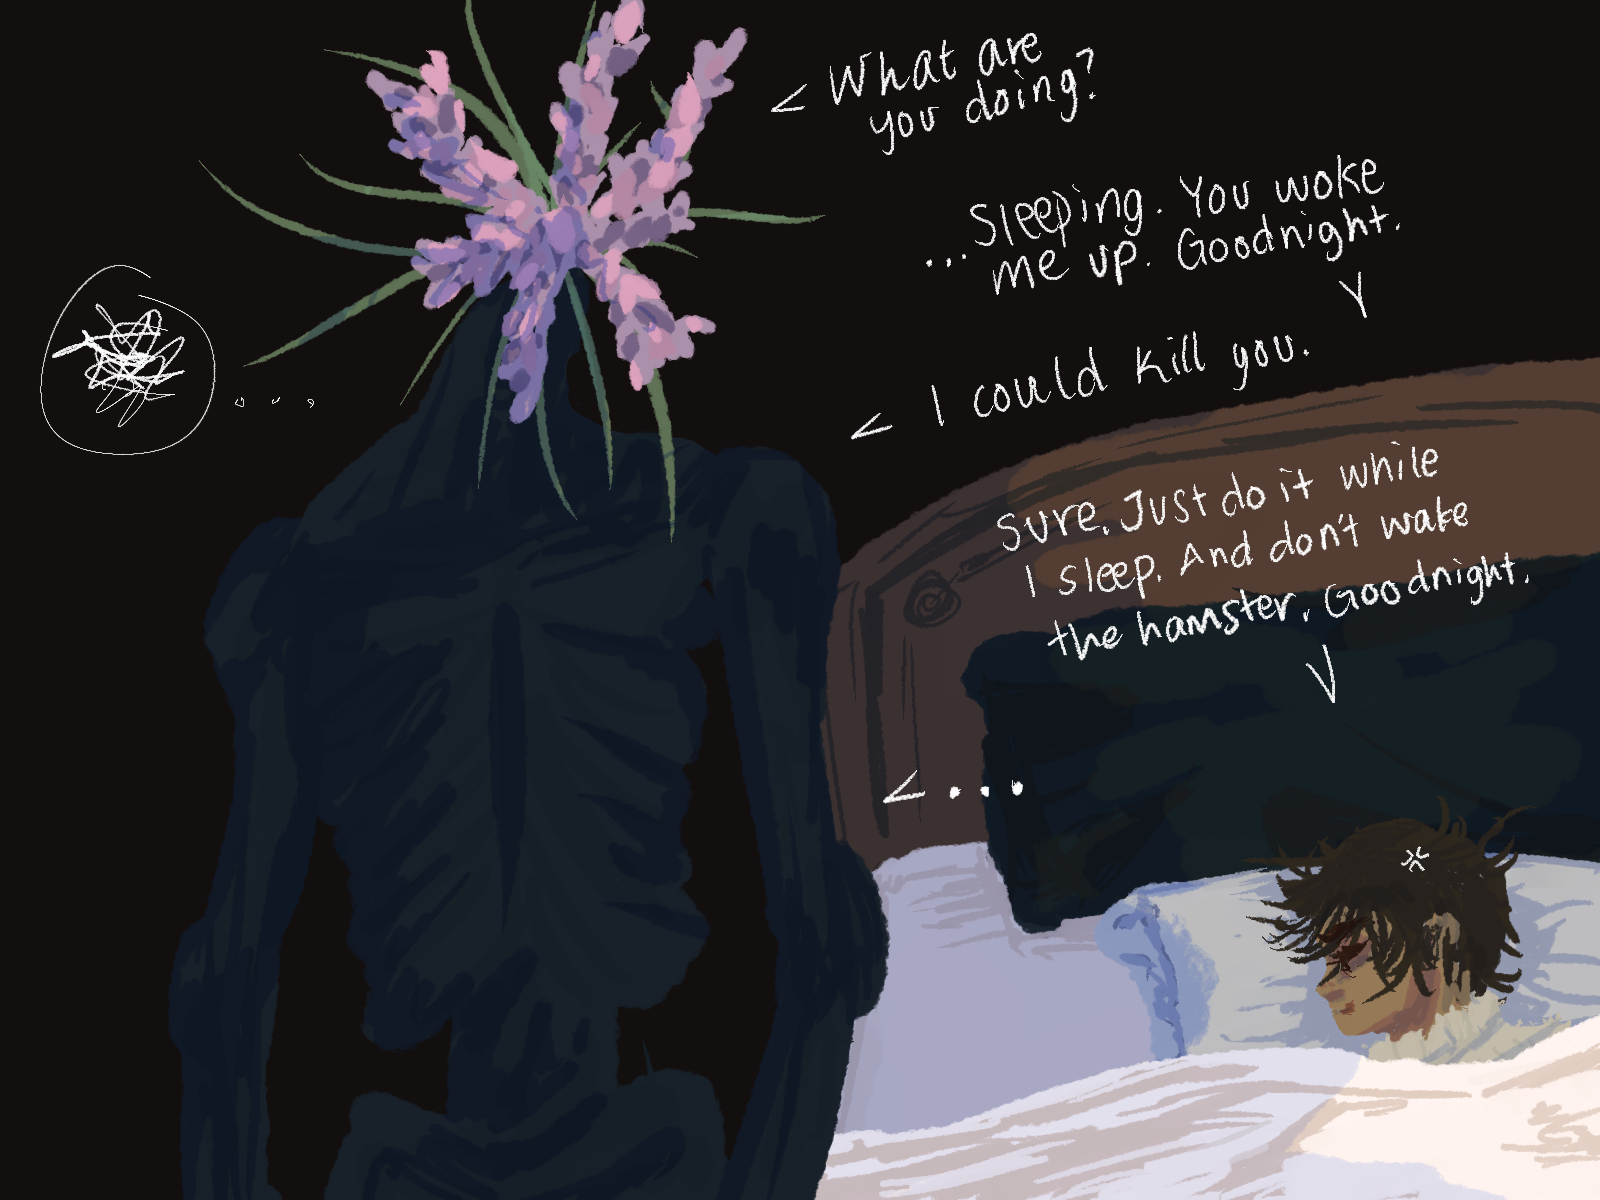 < What are
you doing?
...Sleeping. You woke
me up. Goodnight.
< I could kill you.
Sure. Just do it while
I sleep. And don't wake
the hamster. Goodnight.
< ...
...